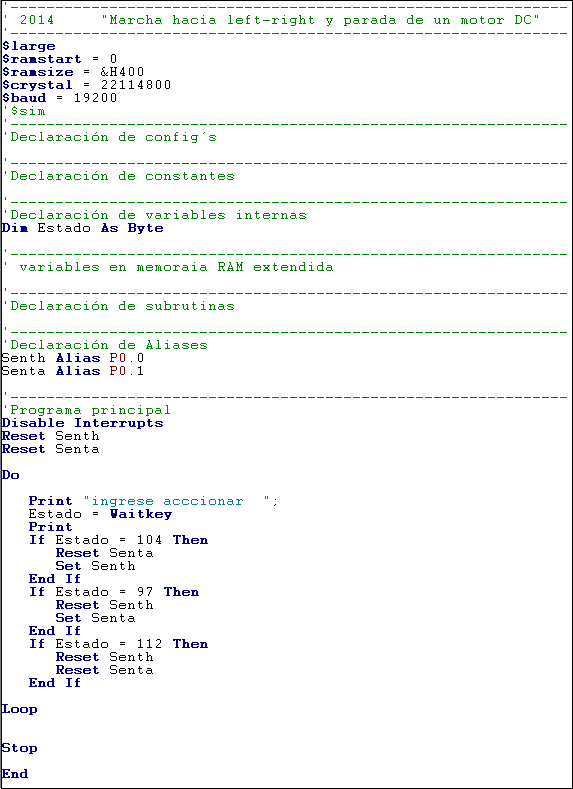 '---------------------------------------------------------------
' 2014     "Marcha hacia left-right y parada de un motor DC"
'---------------------------------------------------------------
$large
$ramstart = 0
$ramsize = &H400
$crystal = 22114800
$baud = 19200
'$sim
'---------------------------------------------------------------
'Declaración de config´s
'---------------------------------------------------------------
'Declaración de constantes
'---------------------------------------------------------------
'Declaración de variables internas
Dim Estado As Byte
'---------------------------------------------------------------
' variables en memoraia RAM extendida
'---------------------------------------------------------------
'Declaración de subrutinas
'---------------------------------------------------------------
'Declaración de Aliases
Senth Alias P0.0
Senta Alias P0.1
'---------------------------------------------------------------
'Programa principal
Disable Interrupts
Reset Senth
Reset Senta
Do
   Print "ingrese acccionar  ";
   Estado = Waitkey
   Print
   If Estado = 104 Then
      Reset Senta
      Set Senth
   End If
   If Estado = 97 Then
      Reset Senth
      Set Senta
   End If
   If Estado = 112 Then
      Reset Senth
      Reset Senta
   End If
Loop
Stop
End